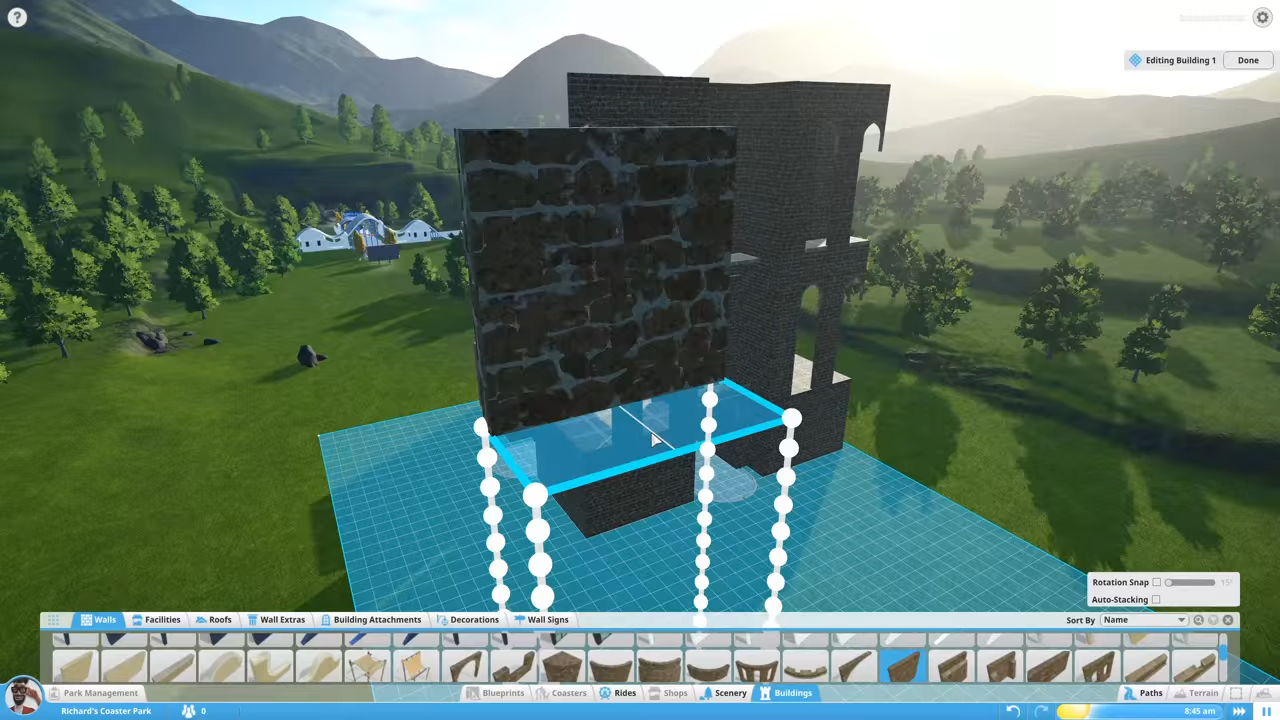 ?
Editing Building 1 Done
Rotation Snap 15°
Auto-Stacking
Walls Facilities Roofs Wall Extras Building Attachments Decorations Wall Signs Sort By Name
Park Management Blueprints Coasters Rides Shops Scenery Buildings Paths Terrain
Richard's Coaster Park 0 8:45 am